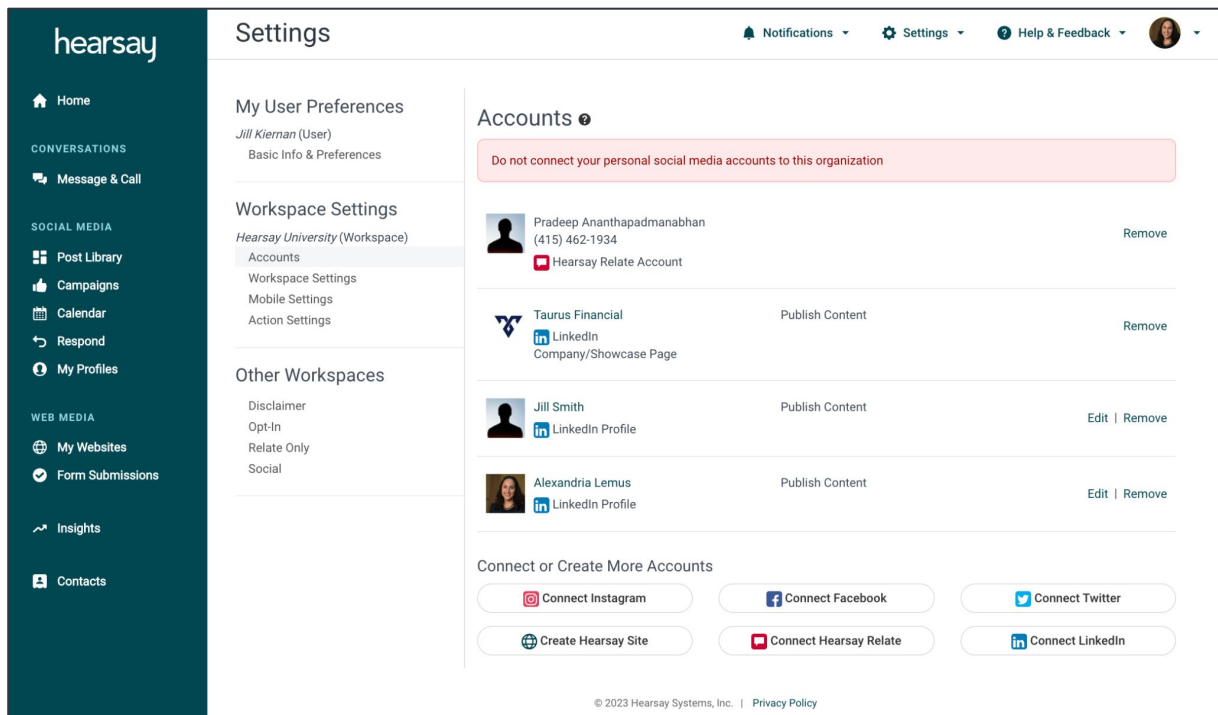 hearsay
Home
CONVERSATIONS
Message & Call
SOCIAL MEDIA
Post Library
Campaigns
Calendar
Respond
My Profiles
WEB MEDIA
My Websites
Form Submissions
Insights
Contacts
Settings
Notifications
Settings
Help & Feedback
My User Preferences
Jill Kiernan (User)
Basic Info & Preferences
Workspace Settings
Hearsay University (Workspace)
Accounts
Workspace Settings
Mobile Settings
Action Settings
Other Workspaces
Disclaimer
Opt-In
Relate Only
Social
Accounts
Do not connect your personal social media accounts to this organization
Pradeep Ananthapadmanabhan
(415) 462-1934
Hearsay Relate Account
Remove
Taurus Financial
LinkedIn
Company/Showcase Page
Publish Content
Remove
Jill Smith
LinkedIn Profile
Publish Content
Edit | Remove
Alexandria Lemus
LinkedIn Profile
Publish Content
Edit | Remove
Connect or Create More Accounts
Connect Instagram
Connect Facebook
Connect Twitter
Create Hearsay Site
Connect Hearsay Relate
Connect LinkedIn
© 2023 Hearsay Systems, Inc. | Privacy Policy